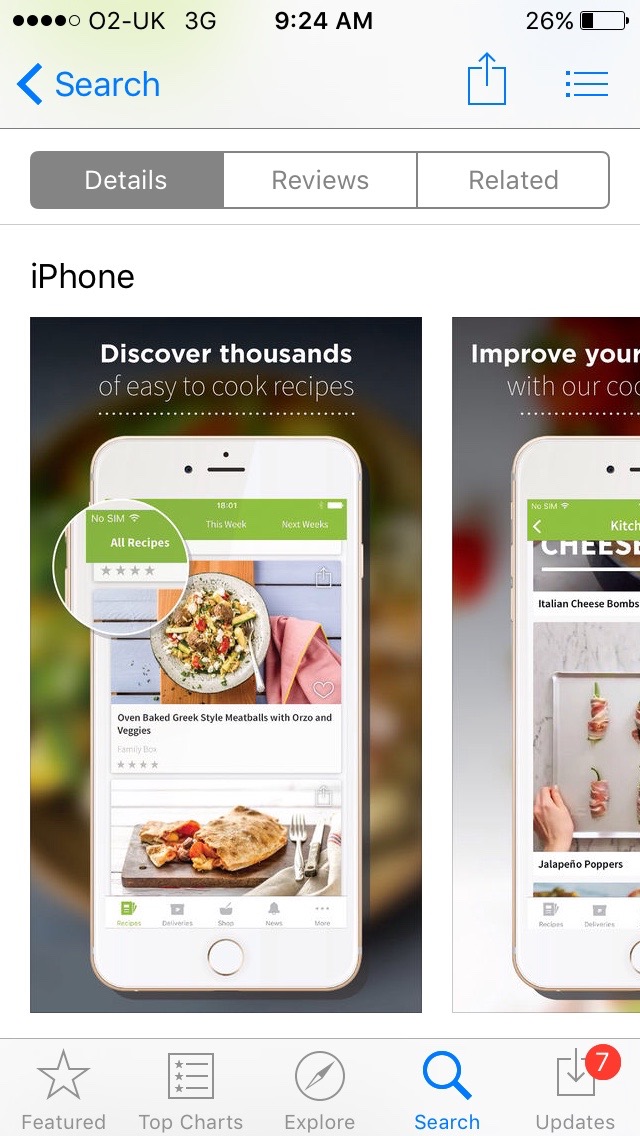 O2-UK 3G 9:24 AM 26%
Search
Details Reviews Related
iPhone
Discover thousands
of easy to cook recipes
No SIM 18:01
All Recipes This Week Next Weeks
Oven Baked Greek Style Meatballs with Orzo and
Veggies
Family Box
Recipes Deliveries Shop News More
Improve your
with our coo
No SIM
Kitch
CHEESE
Italian Cheese Bombs
Jalapeño Poppers
Recipes Deliveries
7
Featured Top Charts Explore Search Updates